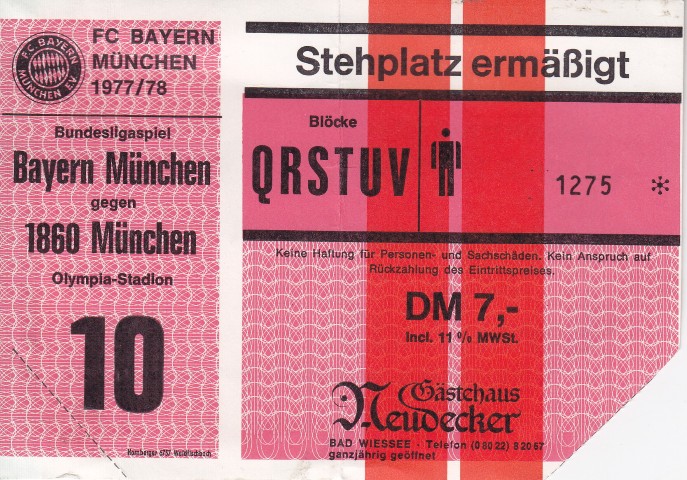 F.C. BAYERN
MÜNCHEN E.V.
FC BAYERN
MÜNCHEN
1977/78
Bundesligaspiel
Bayern München
gegen
1860 München
Olympia-Stadion
10
Stehplatz ermäßigt
Blöcke
QRSTUV
1275 *
Keine Haftung für Personen- und Sachschäden. Kein Anspruch auf
Rückzahlung des Eintrittspreises.
DM 7,-
incl. 11 % MWSt.
Gästehaus
Neudecker
BAD WIESSEE · Telefon (0 80 22) 8 20 57
ganzjährig geöffnet